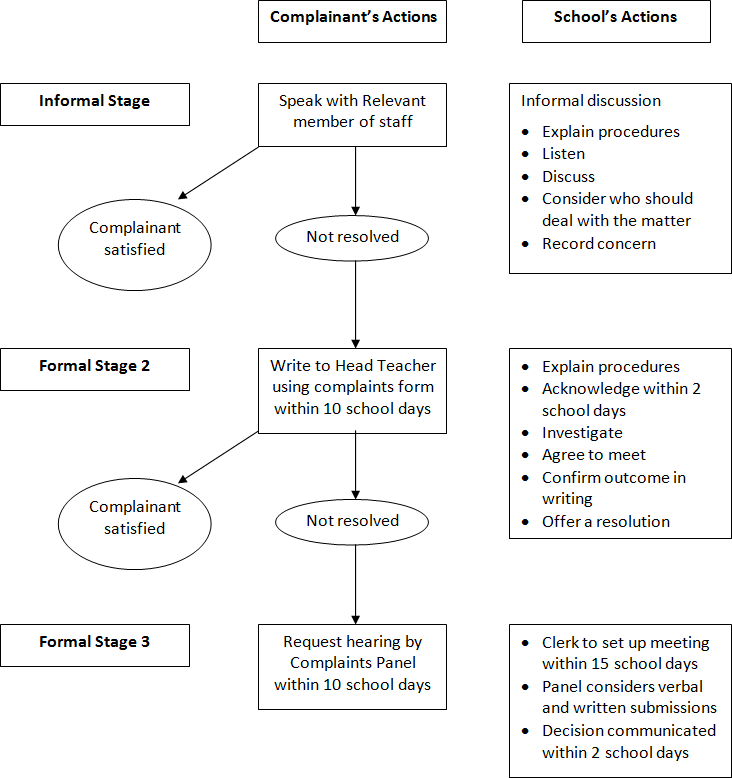 Complainant's Actions
School's Actions
Informal Stage
Speak with Relevant
member of staff
Informal discussion
• Explain procedures
• Listen
• Discuss
• Consider who should
deal with the matter
• Record concern
Complainant
satisfied
Not resolved
Formal Stage 2
Write to Head Teacher
using complaints form
within 10 school days
• Explain procedures
• Acknowledge within 2
school days
• Investigate
• Agree to meet
• Confirm outcome in
writing
• Offer a resolution
Complainant
satisfied
Not resolved
Formal Stage 3
Request hearing by
Complaints Panel
within 10 school days
• Clerk to set up meeting
within 15 school days
• Panel considers verbal
and written submissions
• Decision communicated
within 2 school days